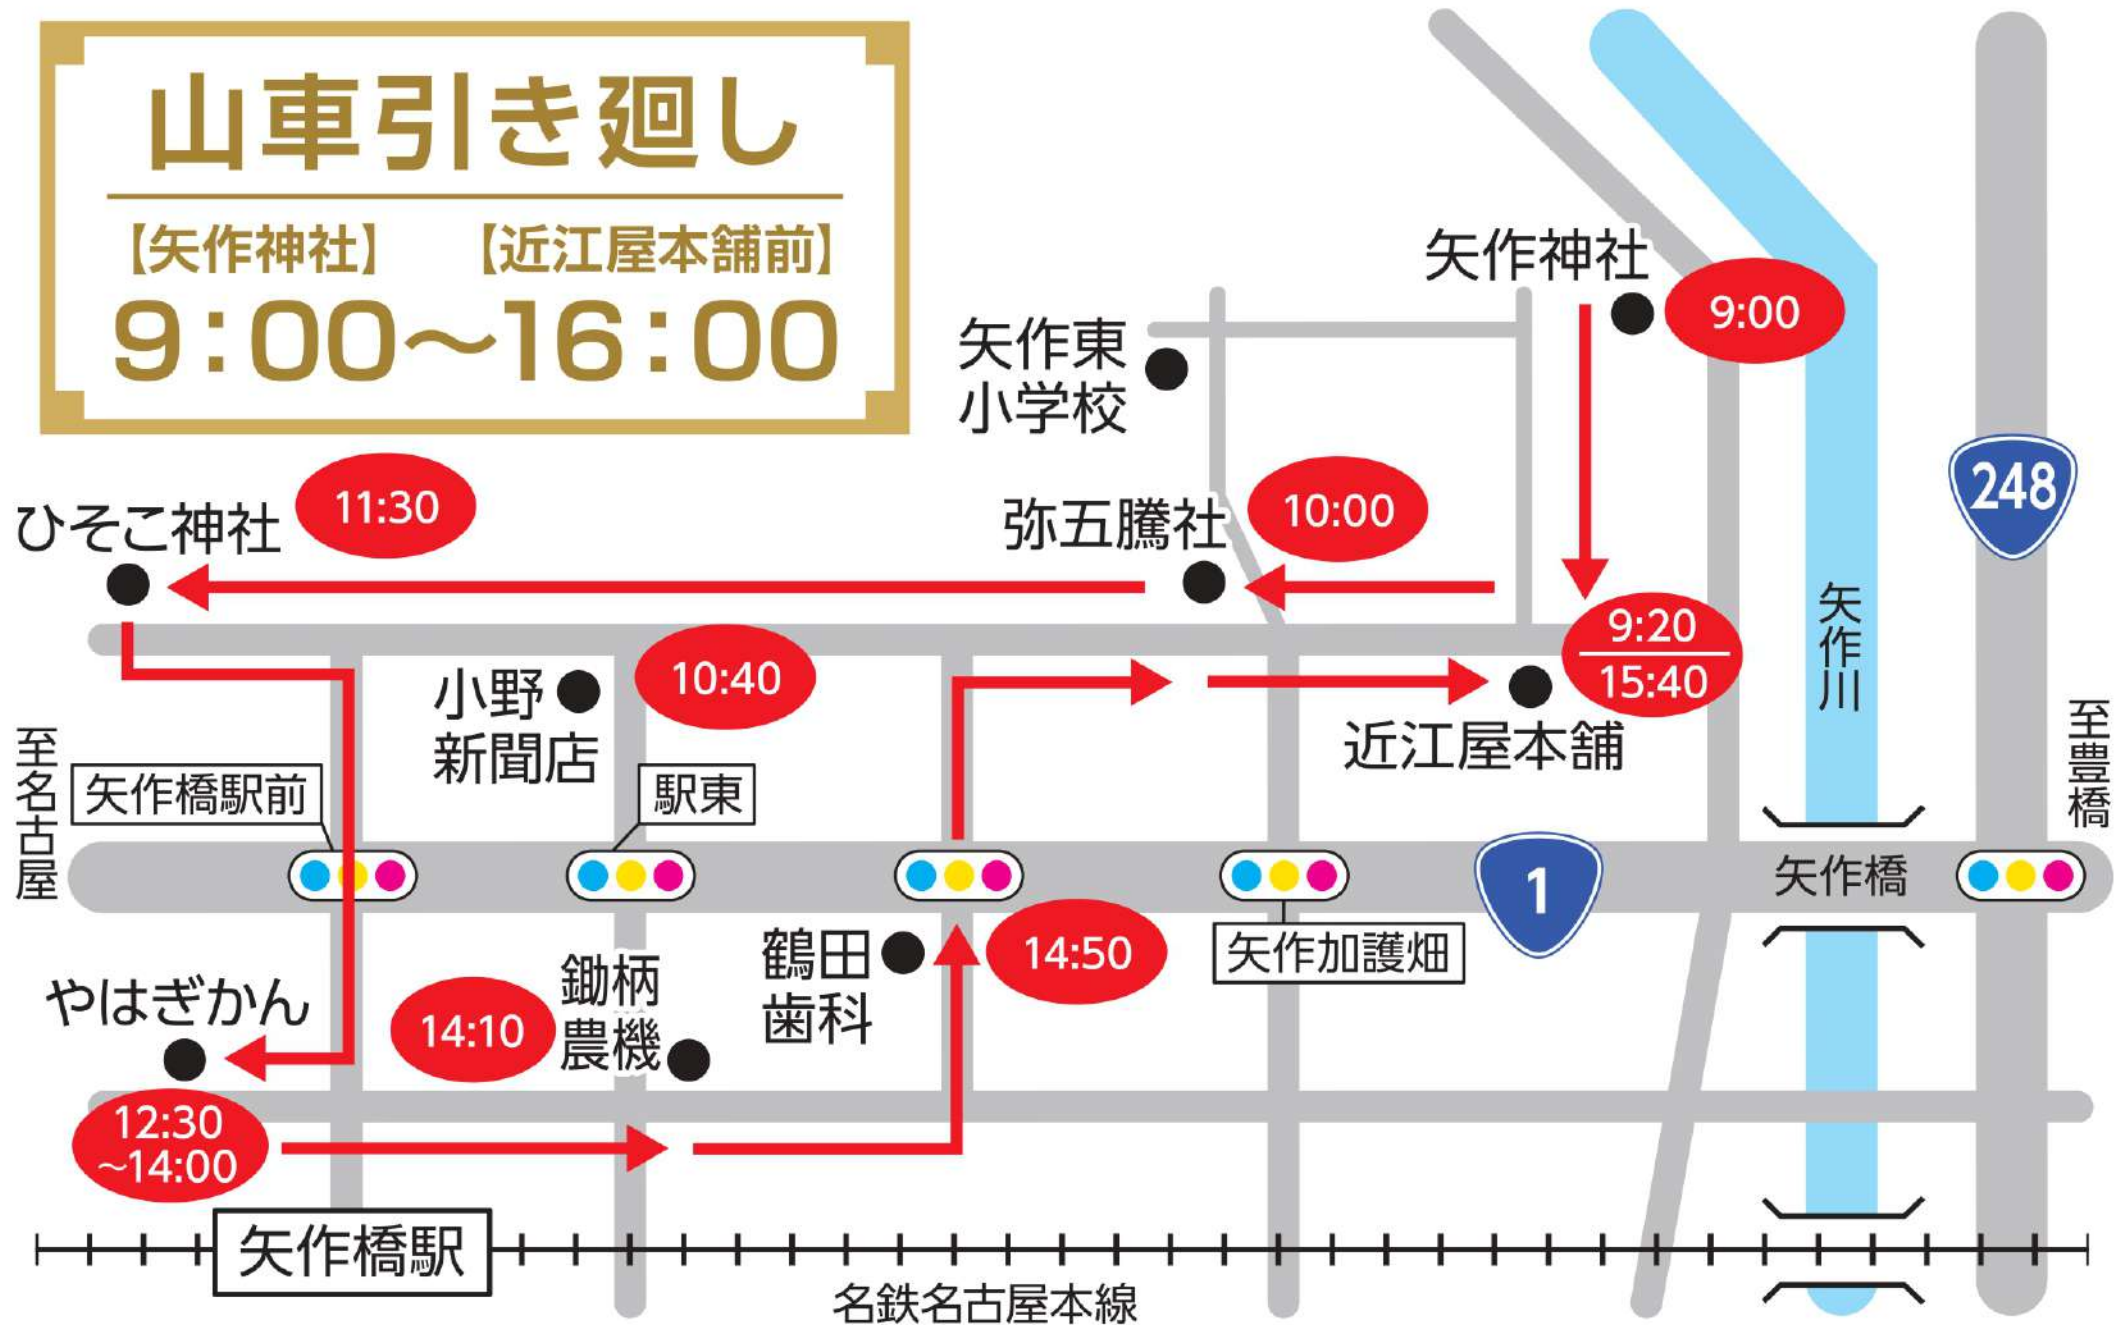 山車引き廻し
【矢作神社】 【近江屋本舗前】
9:00～16:00
矢作神社
9:00
矢作東
小学校
248
ひそこ神社
11:30
弥五騰社
10:00
9:20
15:40
矢作川
小野
新聞店
10:40
近江屋本舗
至名古屋
矢作橋駅前
駅東
至豊橋
1
矢作橋
やはぎかん
14:10
鋤柄
農機
鶴田
歯科
14:50
矢作加護畑
12:30
～14:00
矢作橋駅
名鉄名古屋本線